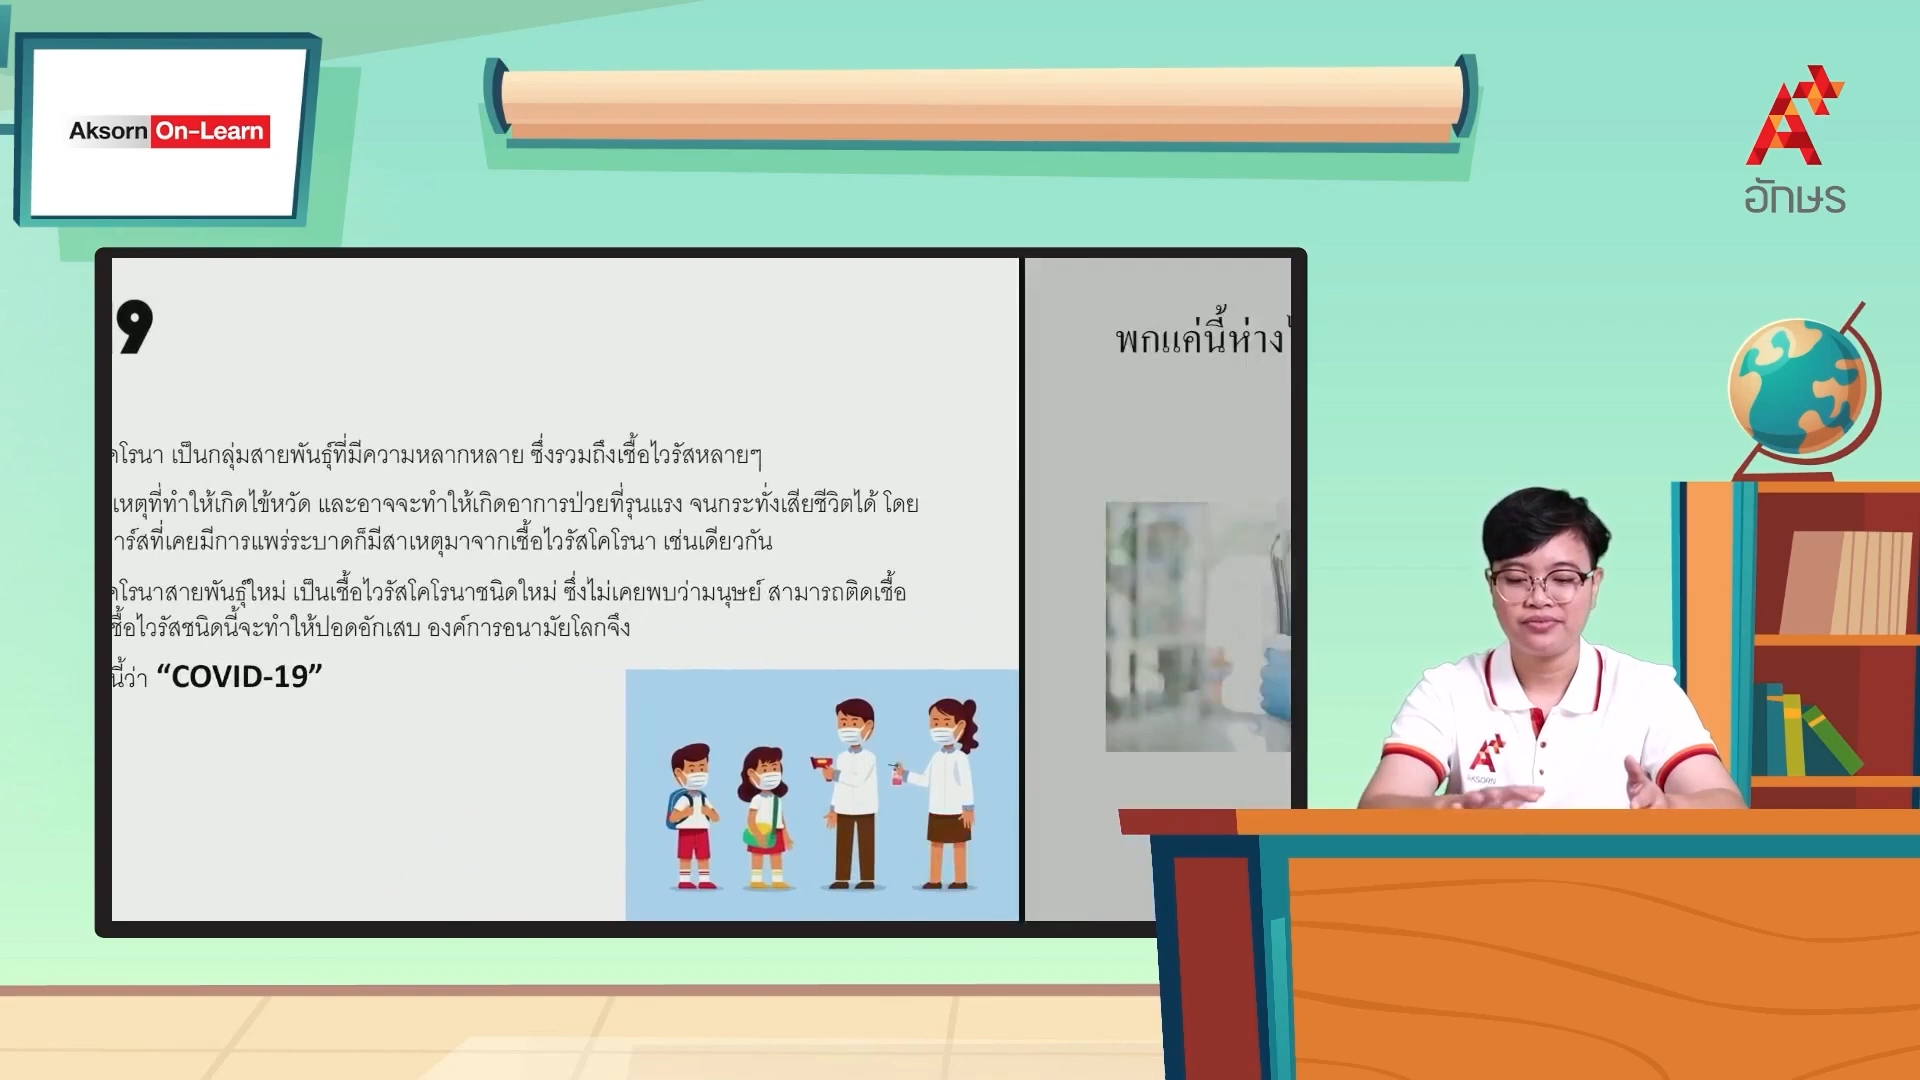 Aksorn On-Learn
อักษร
9
พกแค่นี้ห่าง
โรนา เป็นกลุ่มสายพันธุ์ที่มีความหลากหลาย ซึ่งรวมถึงเชื้อไวรัสหลายๆ
เหตุที่ทำให้เกิดไข้หวัด และอาจจะทำให้เกิดอาการป่วยที่รุนแรง จนกระทั่งเสียชีวิตได้ โดย
าร์สที่เคยมีการแพร่ระบาดก็มีสาเหตุมาจากเชื้อไวรัสโคโรนา เช่นเดียวกัน
โรนาสายพันธุ์ใหม่ เป็นเชื้อไวรัสโคโรนาชนิดใหม่ ซึ่งไม่เคยพบว่ามนุษย์ สามารถติดเชื้อ
ชื้อไวรัสชนิดนี้จะทำให้ปอดอักเสบ องค์การอนามัยโลกจึง
นี้ว่า “COVID-19”
AKSORN